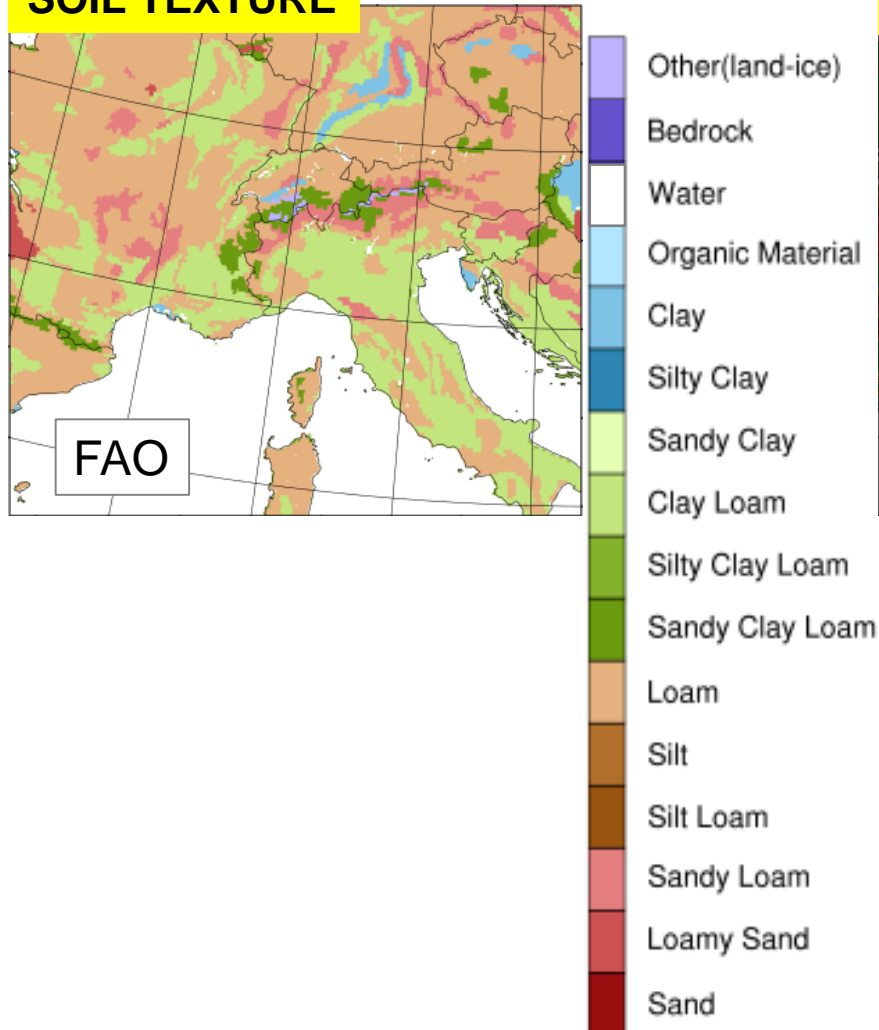 SOIL TEXTURE
FAO
Other(land-ice)
Bedrock
Water
Organic Material
Clay
Silty Clay
Sandy Clay
Clay Loam
Silty Clay Loam
Sandy Clay Loam
Loam
Silt
Silt Loam
Sandy Loam
Loamy Sand
Sand